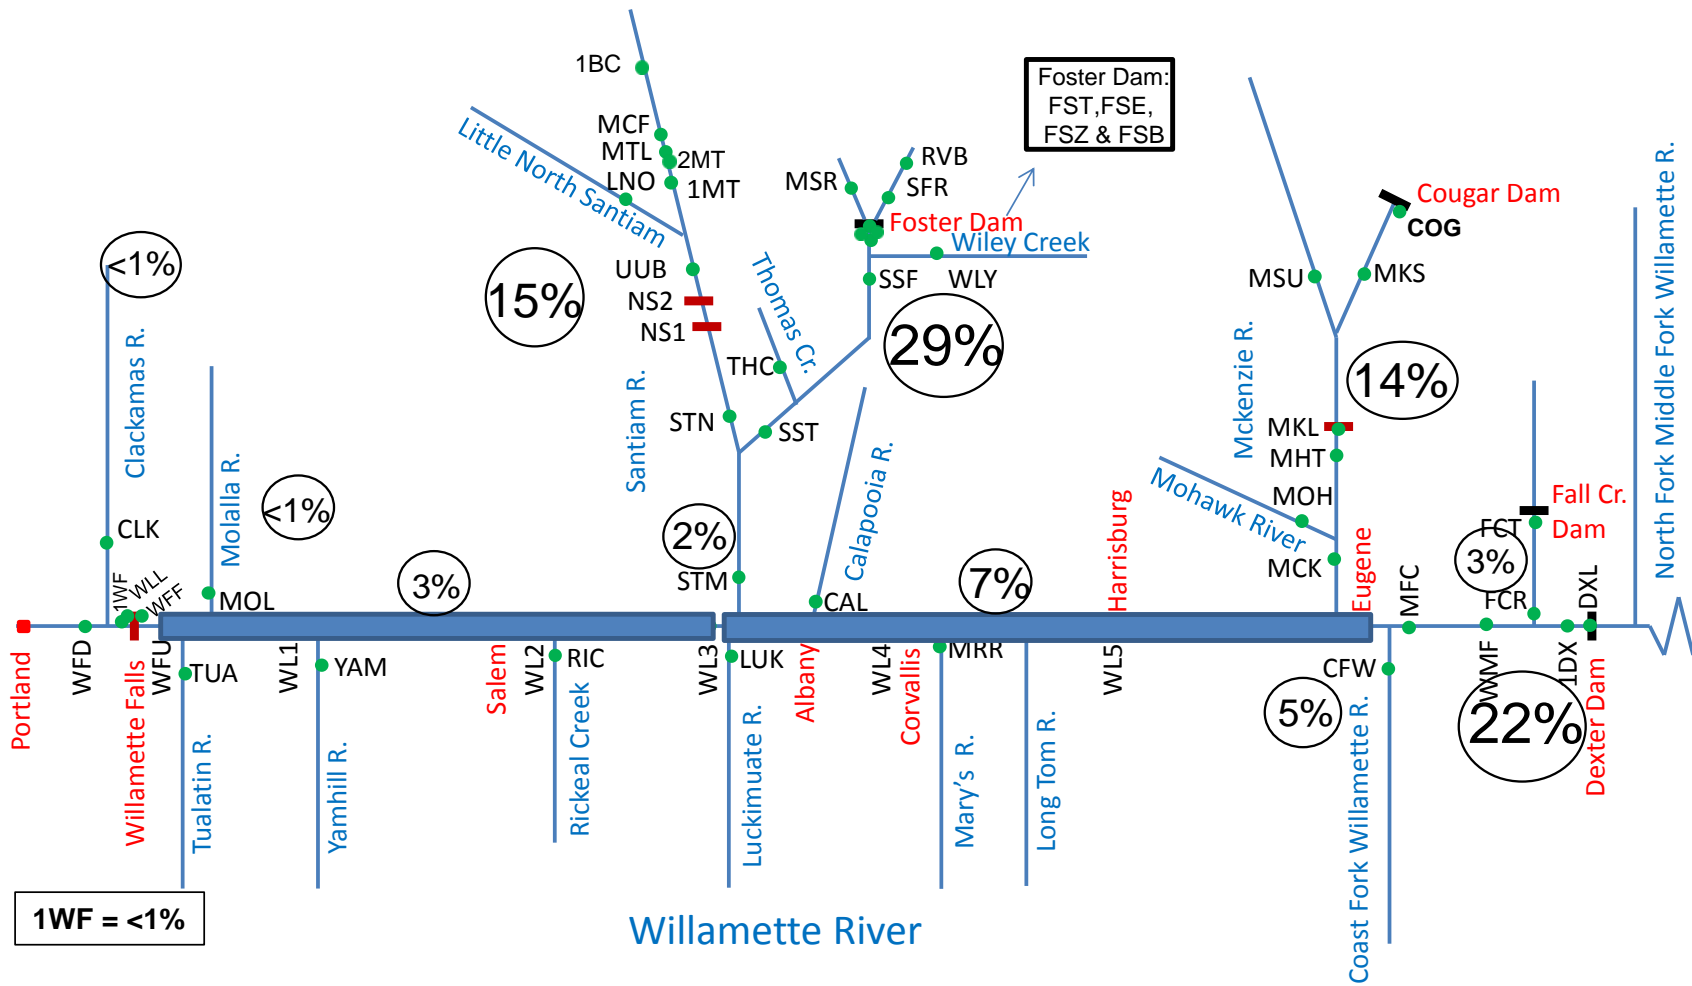 1BC
MCF
MTL
2MT
LNO
1MT
Little North Santiam
MSR
RVB
SFR
Foster Dam:
FST,FSE,
FSZ & FSB
Foster Dam
Wiley Creek
WLY
SSF
Cougar Dam
COG
MSU
MKS
North Fork Middle Fork Willamette R.
<1%
15%
UUB
NS2
NS1
Thomas Cr.
THC
29%
14%
Clackamas R.
Molalla R.
<1%
Santiam R.
STN
SST
Calapooia R.
Mckenzie R.
MKL
MHT
MOH
Mohawk River
MCK
Harrisburg
Eugene
Fall Cr.
Dam
FCT
3%
FCR
CLK
MOL
3%
2%
STM
CAL
7%
MFC
DXL
1WF
WLL
WFF
Portland
WFD
Willamette Falls
WFU
TUA
Tualatin R.
WL1
YAM
Yamhill R.
Salem
WL2
RIC
Rickeal Creek
WL3
LUK
Luckimuate R.
Albany
WL4
Corvallis
MRR
Mary's R.
Long Tom R.
WL5
CFW
5%
Coast Fork Willamette R.
WMF
22%
1DX
Dexter Dam
1WF = <1%
Willamette River